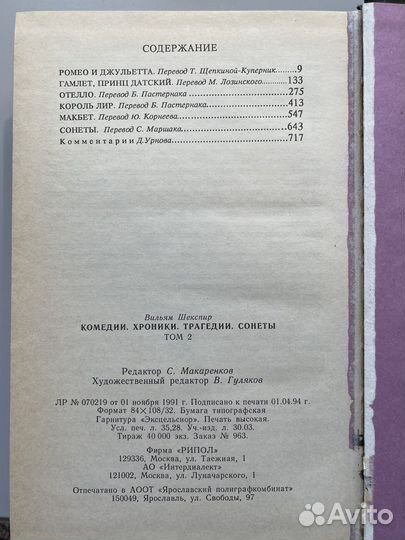 СОДЕРЖАНИЕ
РОМЕО И ДЖУЛЬЕТТА. Перевод Т. Щепкиной-Куперник........9
ГАМЛЕТ, ПРИНЦ ДАТСКИЙ. Перевод М. Лозинского........133
ОТЕЛЛО. Перевод Б. Пастернака........275
КОРОЛЬ ЛИР. Перевод Б. Пастернака........413
МАКБЕТ. Перевод Ю. Корнеева........547
СОНЕТЫ. Перевод С. Маршака........643
Комментарии Д.Урнова........717
Вильям Шекспир
КОМЕДИИ. ХРОНИКИ. ТРАГЕДИИ. СОНЕТЫ
ТОМ 2
Редактор С. Макаренков
Художественный редактор В. Гуляков
ЛР № 070219 от 01 ноября 1991 г. Подписано к печати 01.04.94 г.
Формат 84×108/32. Бумага типографская
Гарнитура «Эксцельсиор». Печать высокая.
Усл. печ. л. 35,28. Уч.-изд. л. 30.03.
Тираж 40 000 экз. Заказ № 963.
Фирма «РИПОЛ»
129336, Москва, ул. Таежная, 1
АО «Интердиалект»
121002, Москва, ул. Луначарского, 1
Отпечатано в АООТ «Ярославский полиграфкомбинат»
150049, Ярославль, ул. Свободы, 97
Avito